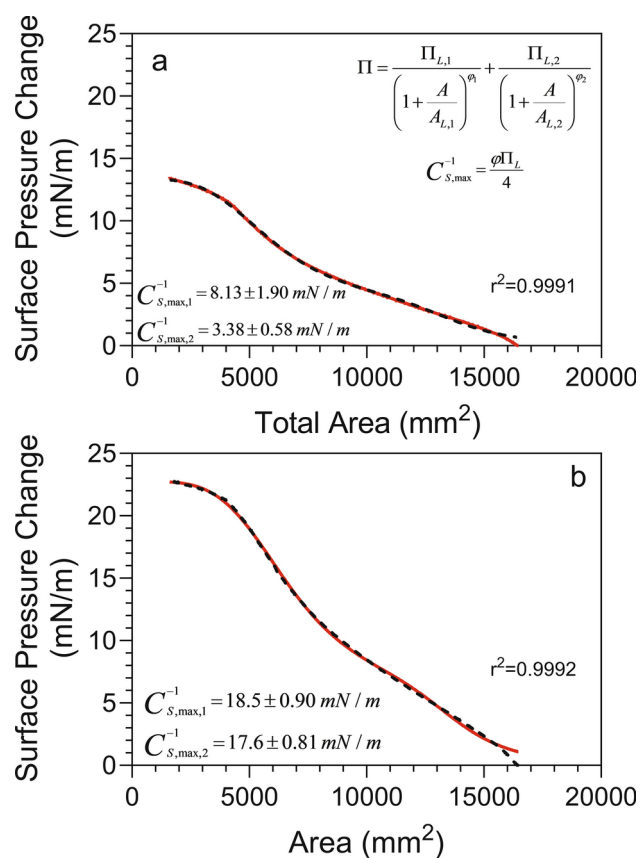 Surface Pressure Change
(mN/m)
25
20
15
10
5
0
a
Π = Π_{L,1} / (1 + A / A_{L,1})^{φ_1} + Π_{L,2} / (1 + A / A_{L,2})^{φ_2}
C^{-1}_{S,max} = φΠ_L / 4
C^{-1}_{S,max,1} = 8.13 ± 1.90 mN / m
C^{-1}_{S,max,2} = 3.38 ± 0.58 mN / m
r²=0.9991
0 5000 10000 15000 20000
Total Area (mm²)
Surface Pressure Change
(mN/m)
25
20
15
10
5
0
b
C^{-1}_{S,max,1} = 18.5 ± 0.90 mN / m
C^{-1}_{S,max,2} = 17.6 ± 0.81 mN / m
r²=0.9992
0 5000 10000 15000 20000
Area (mm²)